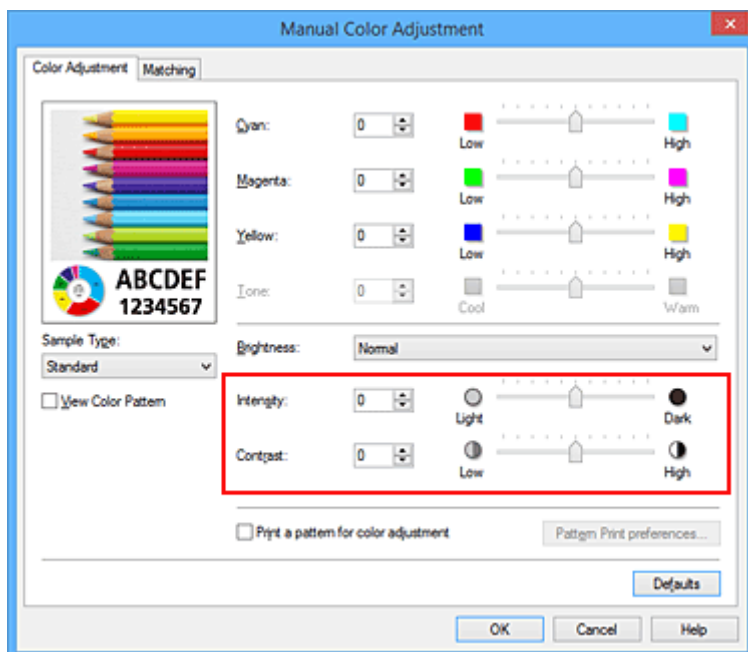 Manual Color Adjustment
Color Adjustment
Matching
ABCDEF
1234567
Sample Type:
Standard
View Color Pattern
Cyan: 0
Low High
Magenta: 0
Low High
Yellow: 0
Low High
Tone: 0
Cool Warm
Brightness: Normal
Intensity: 0
Light Dark
Contrast: 0
Low High
Print a pattern for color adjustment
Pattern Print preferences...
Defaults
OK Cancel Help